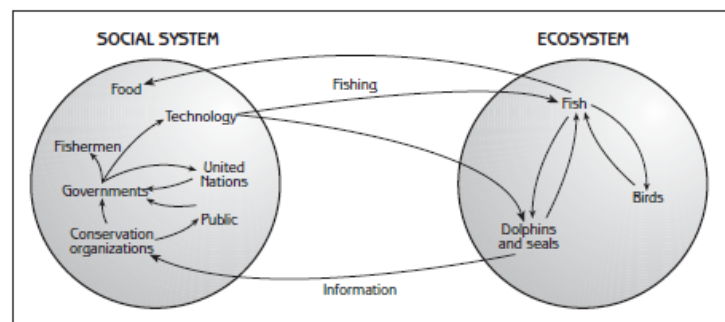 SOCIAL SYSTEM
ECOSYSTEM
Food
Fishing
Technology
Fish
Fishermen
United
Nations
Governments
Birds
Public
Conservation
organizations
Dolphins
and seals
Information